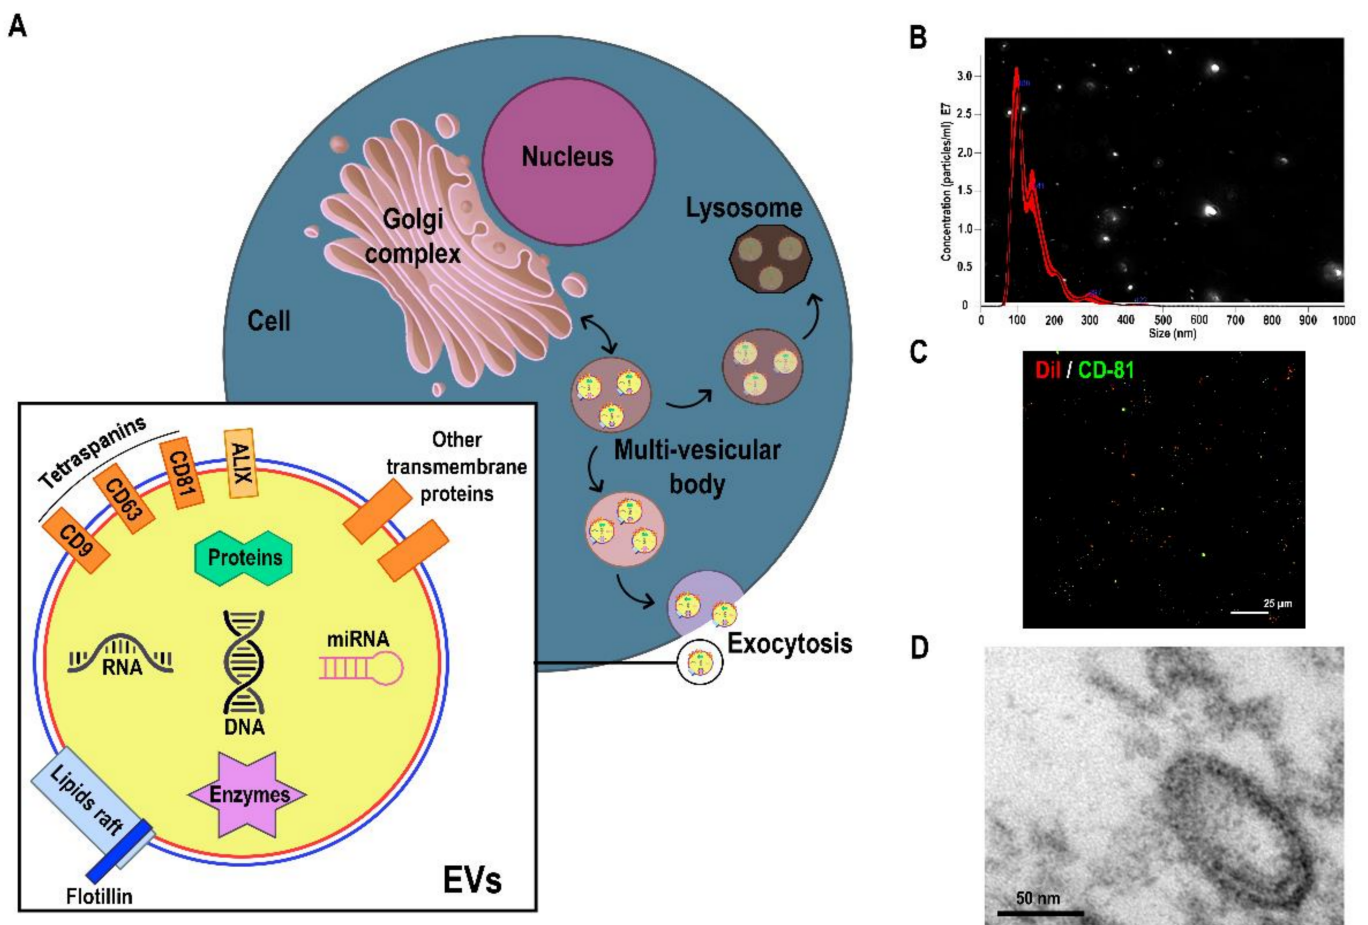 A
Nucleus
Golgi
complex
Lysosome
Cell
Multi-vesicular
body
Exocytosis
Tetraspanins
CD9
CD63
CD81
ALIX
Other
transmembrane
proteins
Proteins
RNA
miRNA
DNA
Enzymes
Lipids raft
Flotillin
EVs
B
Concentration (particles/ml) E7
3.0
2.5
2.0
1.5
1.0
0.5
0
0 100 200 300 400 500 600 700 800 900 1000
Size (nm)
C
DiI / CD-81
25 µm
D
50 nm